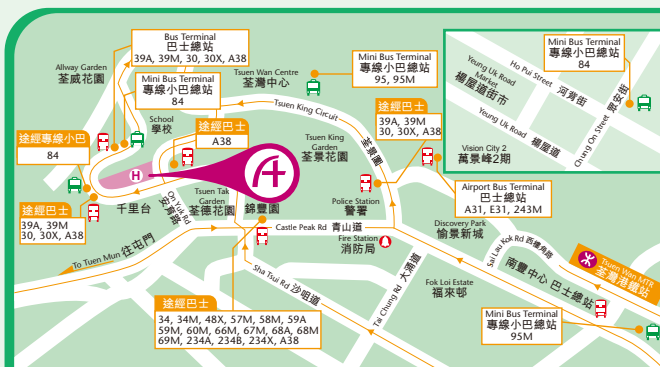 Bus Terminal
巴士總站
39A, 39M, 30, 30X, A38
Allway Garden
荃威花園
Mini Bus Terminal
專線小巴總站
84
Tsuen Wan Centre
荃灣中心
Mini Bus Terminal
專線小巴總站
95, 95M
Tsuen King Circuit
荃景圍
School
學校
途經巴士
A38
途經巴士
39A, 39M
30, 30X, A38
途經專線小巴
84
H
Tsuen King
Garden
荃景花園
途經巴士
39A, 39M
30, 30X, A38
千里台
On Yuk Rd
安育路
Tsuen Tak
Garden
荃德花園
錦豐園
Police Station
警署
Airport Bus Terminal
巴士總站
A31, E31, 243M
Castle Peak Rd 青山道
Fire Station
消防局
Discovery Park
愉景新城
Sai Lau Kok Rd 西樓角路
Tsuen Wan MTR
荃灣港鐵站
南豐中心 巴士總站
To Tuen Mun 往屯門
Sha Tsui Rd 沙咀道
Tai Chung Rd 大涌道
Fok Loi Estate
福來邨
途經巴士
34, 34M, 48X, 57M, 58M, 59A
59M, 60M, 66M, 67M, 68A, 68M
69M, 234A, 234B, 234X, A38
Mini Bus Terminal
專線小巴總站
95M
Mini Bus Terminal
專線小巴總站
84
Yeung Uk Road
Market
楊屋道街市
Ho Pui Street 河背街
Yeung Uk Road 楊屋道
Chung On Street 眾安街
Vision City 2
萬景峰2期